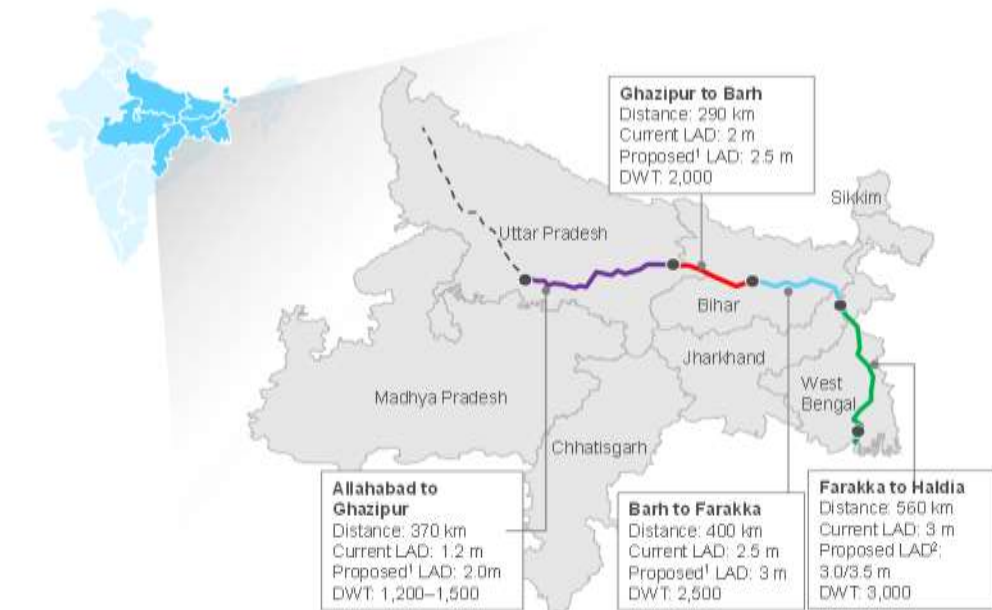 Ghazipur to Barh
Distance: 290 km
Current LAD: 2 m
Proposed¹ LAD: 2.5 m
DWT: 2,000
Sikkim
Uttar Pradesh
Bihar
Jharkhand
West
Bengal
Madhya Pradesh
Chhatisgarh
Allahabad to
Ghazipur
Distance: 370 km
Current LAD: 1.2 m
Proposed¹ LAD: 2.0m
DWT: 1,200–1,500
Barh to Farakka
Distance: 400 km
Current LAD: 2.5 m
Proposed¹ LAD: 3 m
DWT: 2,500
Farakka to Haldia
Distance: 560 km
Current LAD: 3 m
Proposed LAD²:
3.0/3.5 m
DWT: 3,000